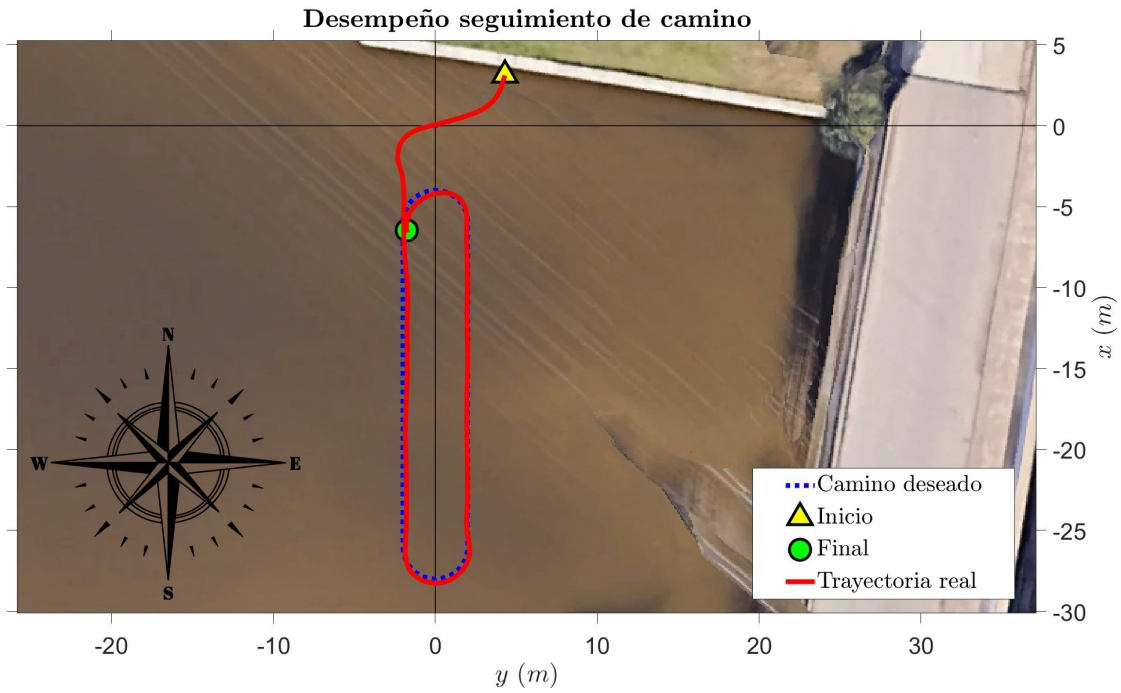 Desempeño seguimiento de camino
5
0
-5
-10
-15
-20
-25
-30
x (m)
N
W
E
S
Camino deseado
Inicio
Final
Trayectoria real
-20
-10
0
10
20
30
y (m)